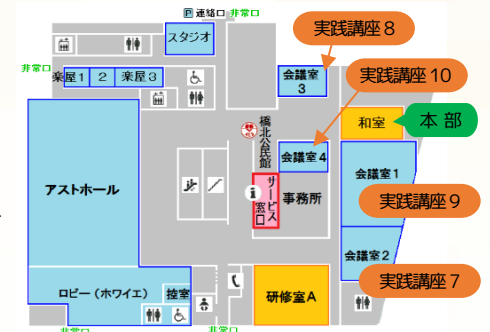 P 連絡口 非常口
スタジオ
実践講座8
非常口
楽屋1 2 楽屋3
会議室
3
実践講座10
橋北公民館
和室
本部
会議室4
アストホール
サービス
窓口
事務所
会議室1
実践講座9
会議室2
ロビー(ホワイエ)
控室
研修室A
実践講座7
非常口
非常口